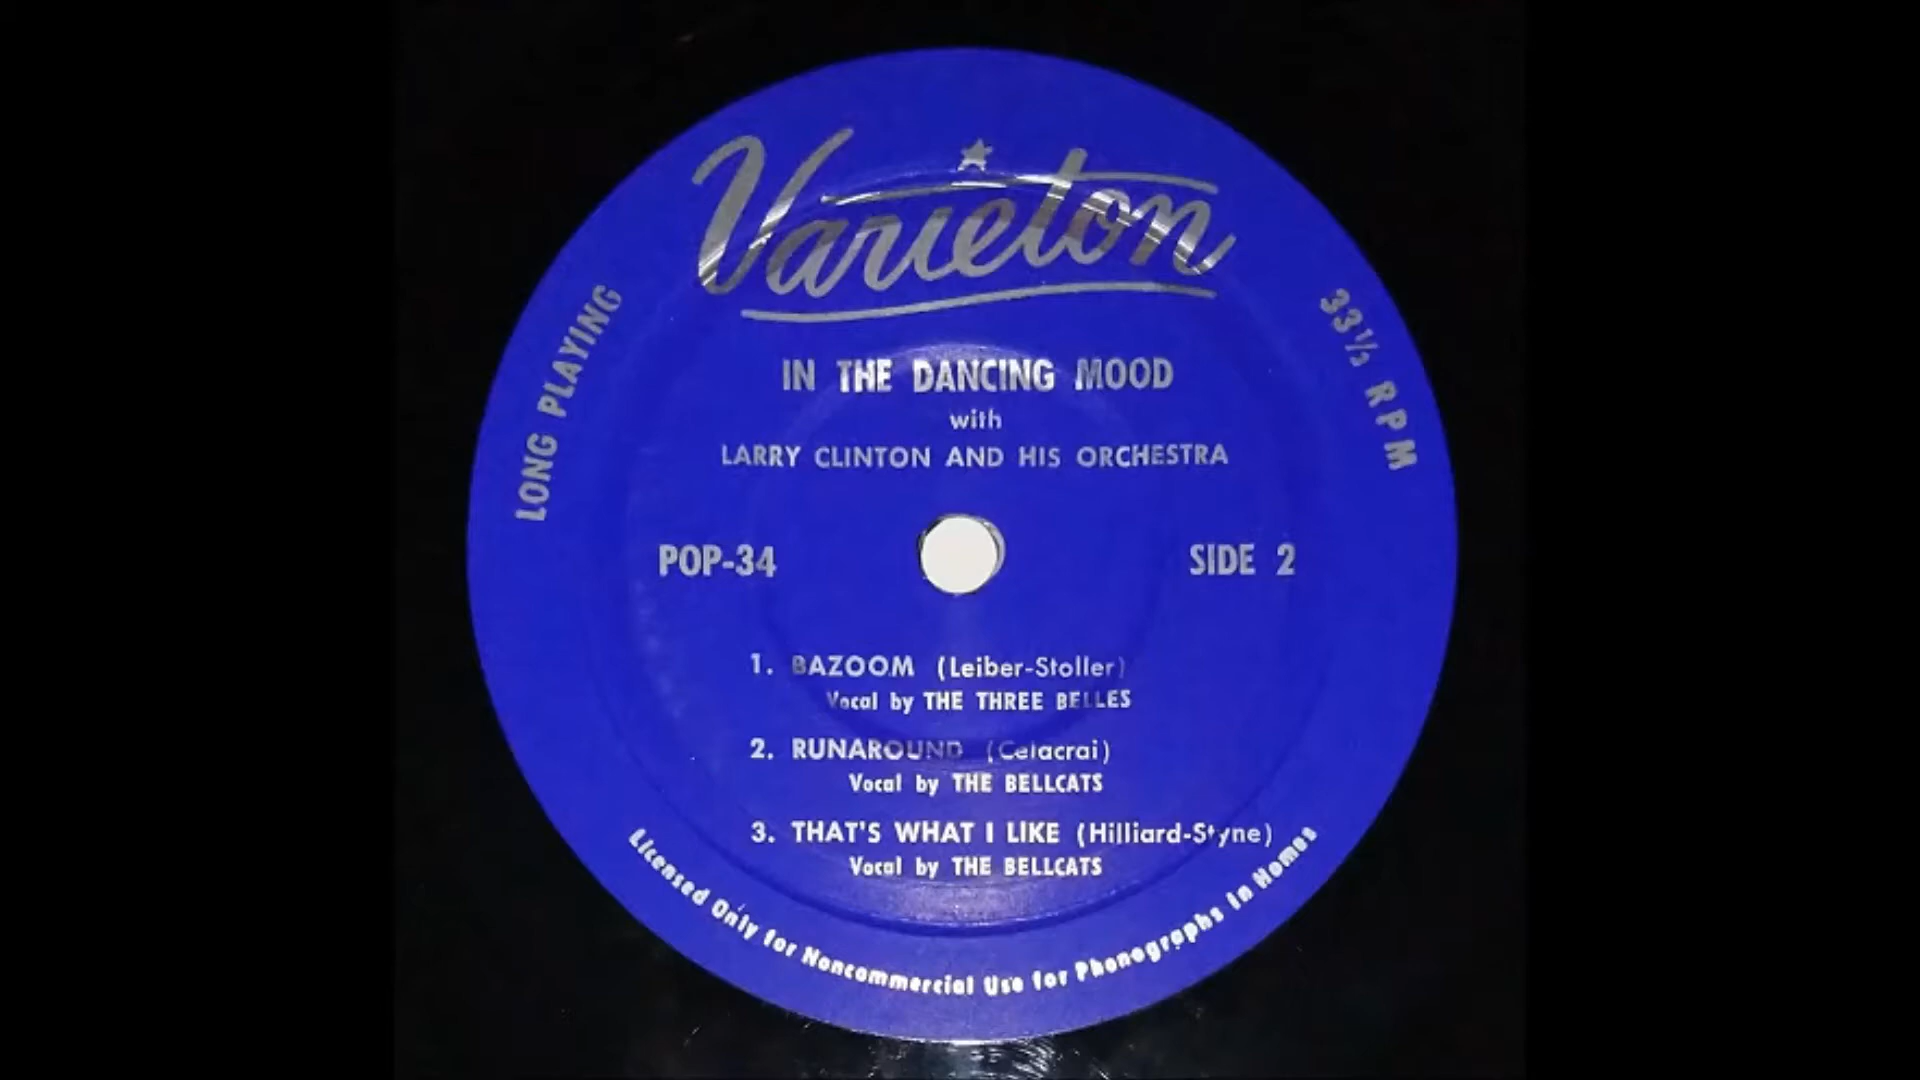 Varieton
LONG PLAYING
33⅓ RPM
IN THE DANCING MOOD
with
LARRY CLINTON AND HIS ORCHESTRA
POP-34
SIDE 2
1. BAZOOM (Leiber-Stoller)
Vocal by THE THREE BELLES
2. RUNAROUND (Celacrai)
Vocal by THE BELLCATS
3. THAT'S WHAT I LIKE (Hilliard-Styne)
Vocal by THE BELLCATS
Licensed Only for Noncommercial Use for Phonographs In Homes